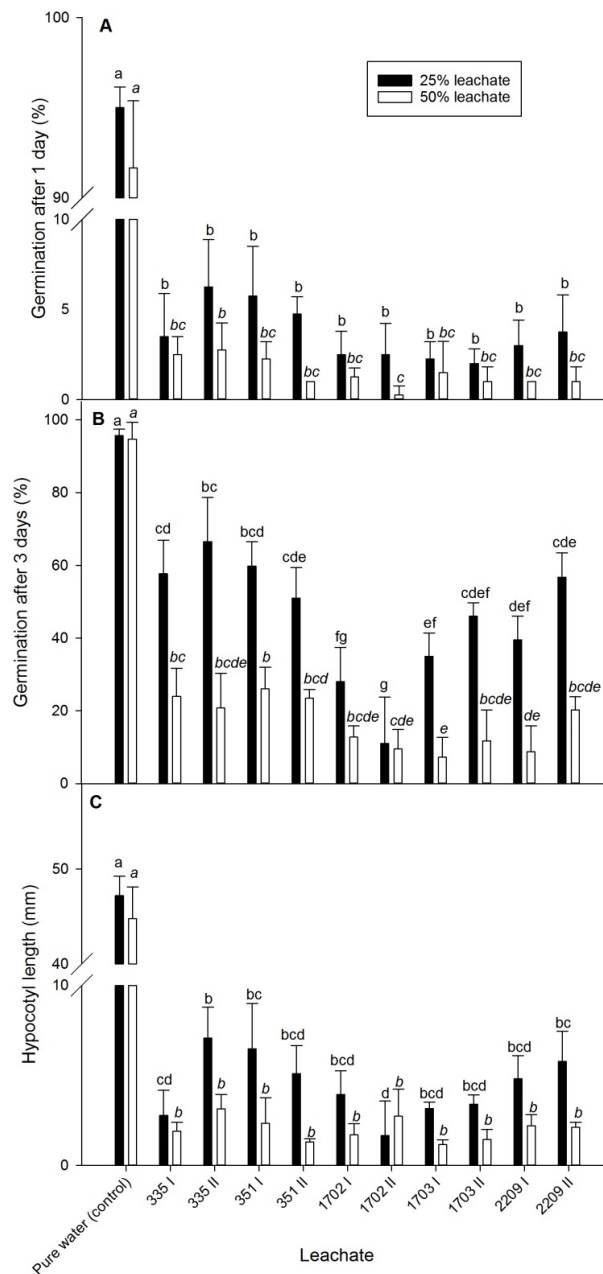 A
100
90
10
5
0
Germination after 1 day (%)
25% leachate
50% leachate
a a
b bc
b b
b bc
b bc
b bc
b c
b bc
b bc
b bc
b bc
B
100
80
60
40
20
0
Germination after 3 days (%)
a a
cd bc
bc bcde
bcd b
cde bcd
fg bcde
g cde
ef e
cdef bcde
def de
cde bcde
C
50
40
10
0
Hypocotyl length (mm)
a a
cd b
b b
bc b
bcd b
bcd b
d b
bcd b
bcd b
bcd b
bc b
Pure water (control)
335 I
335 II
351 I
351 II
1702 I
1702 II
1703 I
1703 II
2209 I
2209 II
Leachate